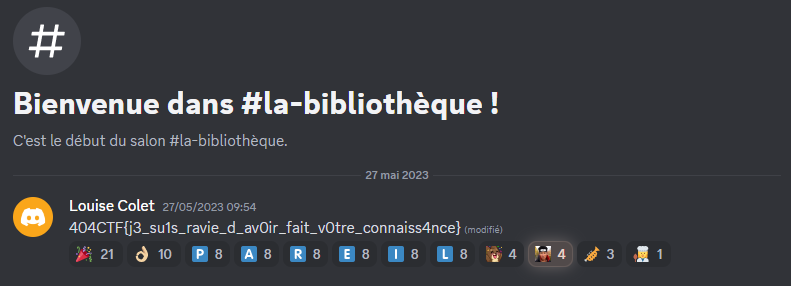 #
Bienvenue dans #la-bibliothèque !
C'est le début du salon #la-bibliothèque.
27 mai 2023
Louise Colet 27/05/2023 09:54
404CTF{j3_su1s_ravie_d_av0ir_fait_v0tre_connaiss4nce} (modifié)
21 10 P 8 A 8 R 8 E 8 I 8 L 8 4 4 3 1